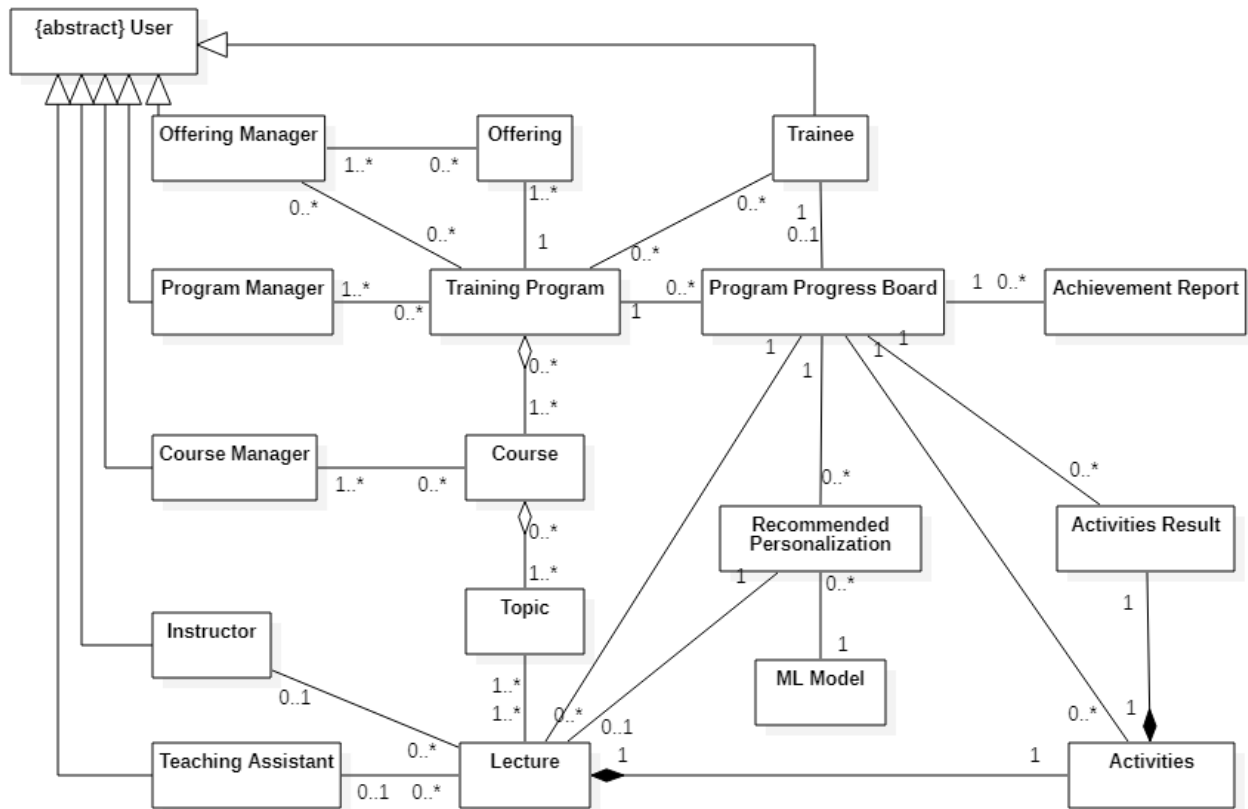 {abstract} User
Offering Manager
Offering
Trainee
1..*
0..*
0..*
1..*
0..*
1
0..*
0..*
1
0..1
0..*
Program Manager
1..*
0..*
Training Program
1
0..*
Program Progress Board
1
0..*
Achievement Report
0..*
1..*
1
1
1
1
Course Manager
1..*
0..*
Course
0..*
0..*
0..*
1..*
Recommended
Personalization
Activities Result
1
0..*
1
Topic
Instructor
0..1
1
ML Model
1..*
1..*
0..*
0..1
0..*
1
0..*
Teaching Assistant
0..1
0..*
Lecture
1
1
Activities